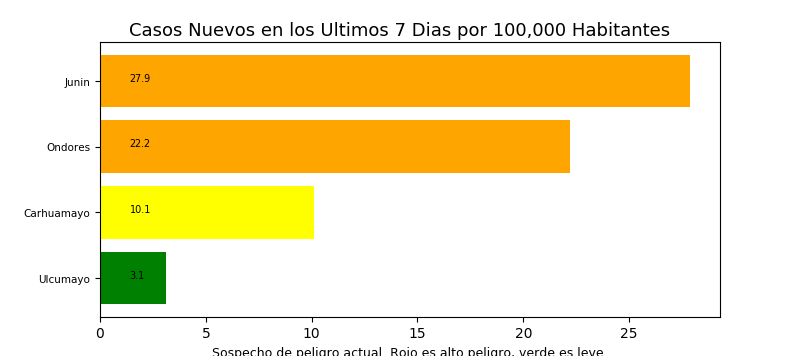 Casos Nuevos en los Ultimos 7 Dias por 100,000 Habitantes
Junin
27.9
Ondores
22.2
Carhuamayo
10.1
Ulcumayo
3.1
0 5 10 15 20 25
Sospecho de peligro actual. Rojo es alto peligro, verde es leve